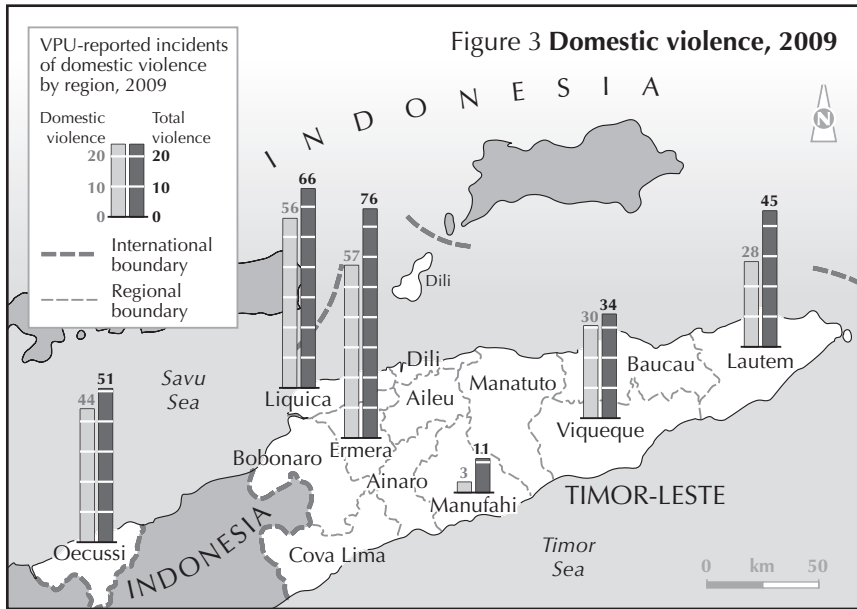 Figure 3 Domestic violence, 2009
VPU-reported incidents
of domestic violence
by region, 2009
Domestic violence
Total violence
20 20
10 10
0 0
International
boundary
Regional
boundary
INDONESIA
N
66
56
76
57
45
28
Dili
34
30
Savu
Sea
51
44
Dili
Baucau
Lautem
Manatuto
Liquica
Aileu
Viqueque
Ermera
Bobonaro
11
3
Ainaro
Manufahi
TIMOR-LESTE
Oecussi
INDONESIA
Cova Lima
Timor
Sea
0 km 50